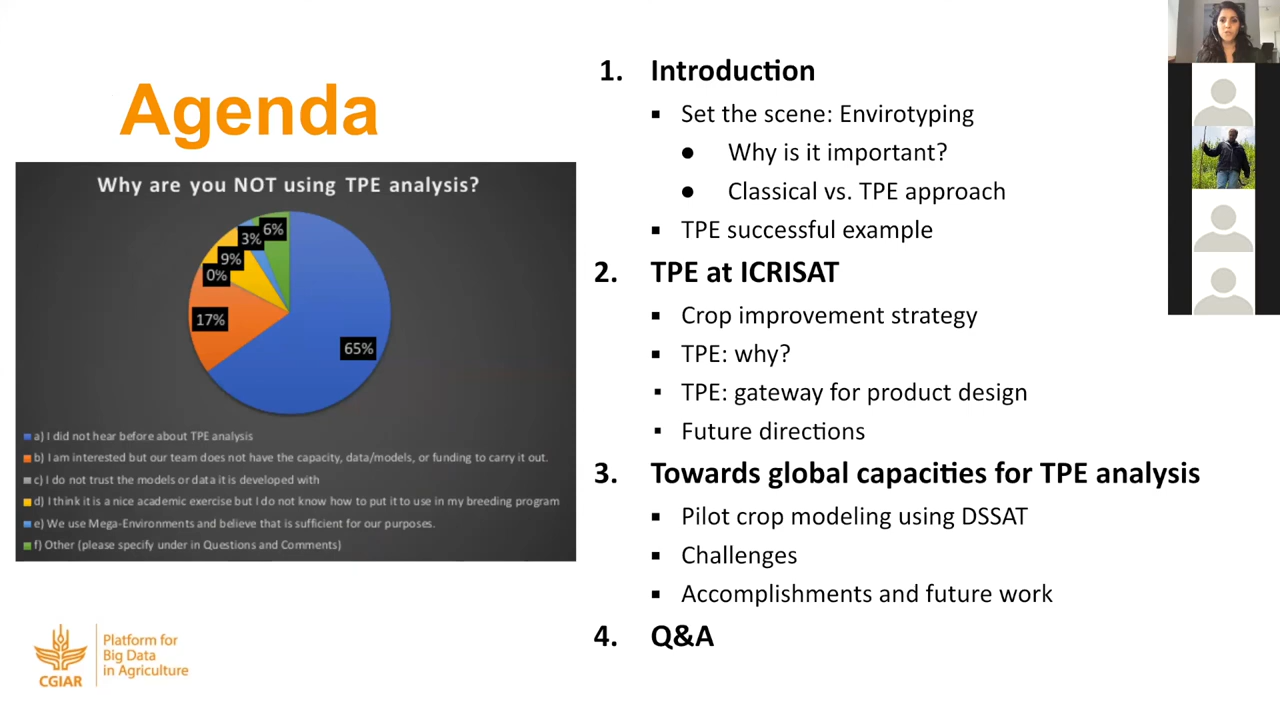 Agenda
Why are you NOT using TPE analysis?
6%
3%
9%
0%
17%
65%
a) I did not hear before about TPE analysis
b) I am interested but our team does not have the capacity, data/models, or funding to carry it out.
c) I do not trust the models or data it is developed with
d) I think it is a nice academic exercise but I do not know how to put it to use in my breeding program
e) We use Mega-Environments and believe that is sufficient for our purposes.
f) Other (please specify under in Questions and Comments)
CGIAR
Platform for
Big Data
in Agriculture
1. Introduction
▪ Set the scene: Envirotyping
● Why is it important?
● Classical vs. TPE approach
▪ TPE successful example
2. TPE at ICRISAT
▪ Crop improvement strategy
▪ TPE: why?
▪ TPE: gateway for product design
▪ Future directions
3. Towards global capacities for TPE analysis
▪ Pilot crop modeling using DSSAT
▪ Challenges
▪ Accomplishments and future work
4. Q&A